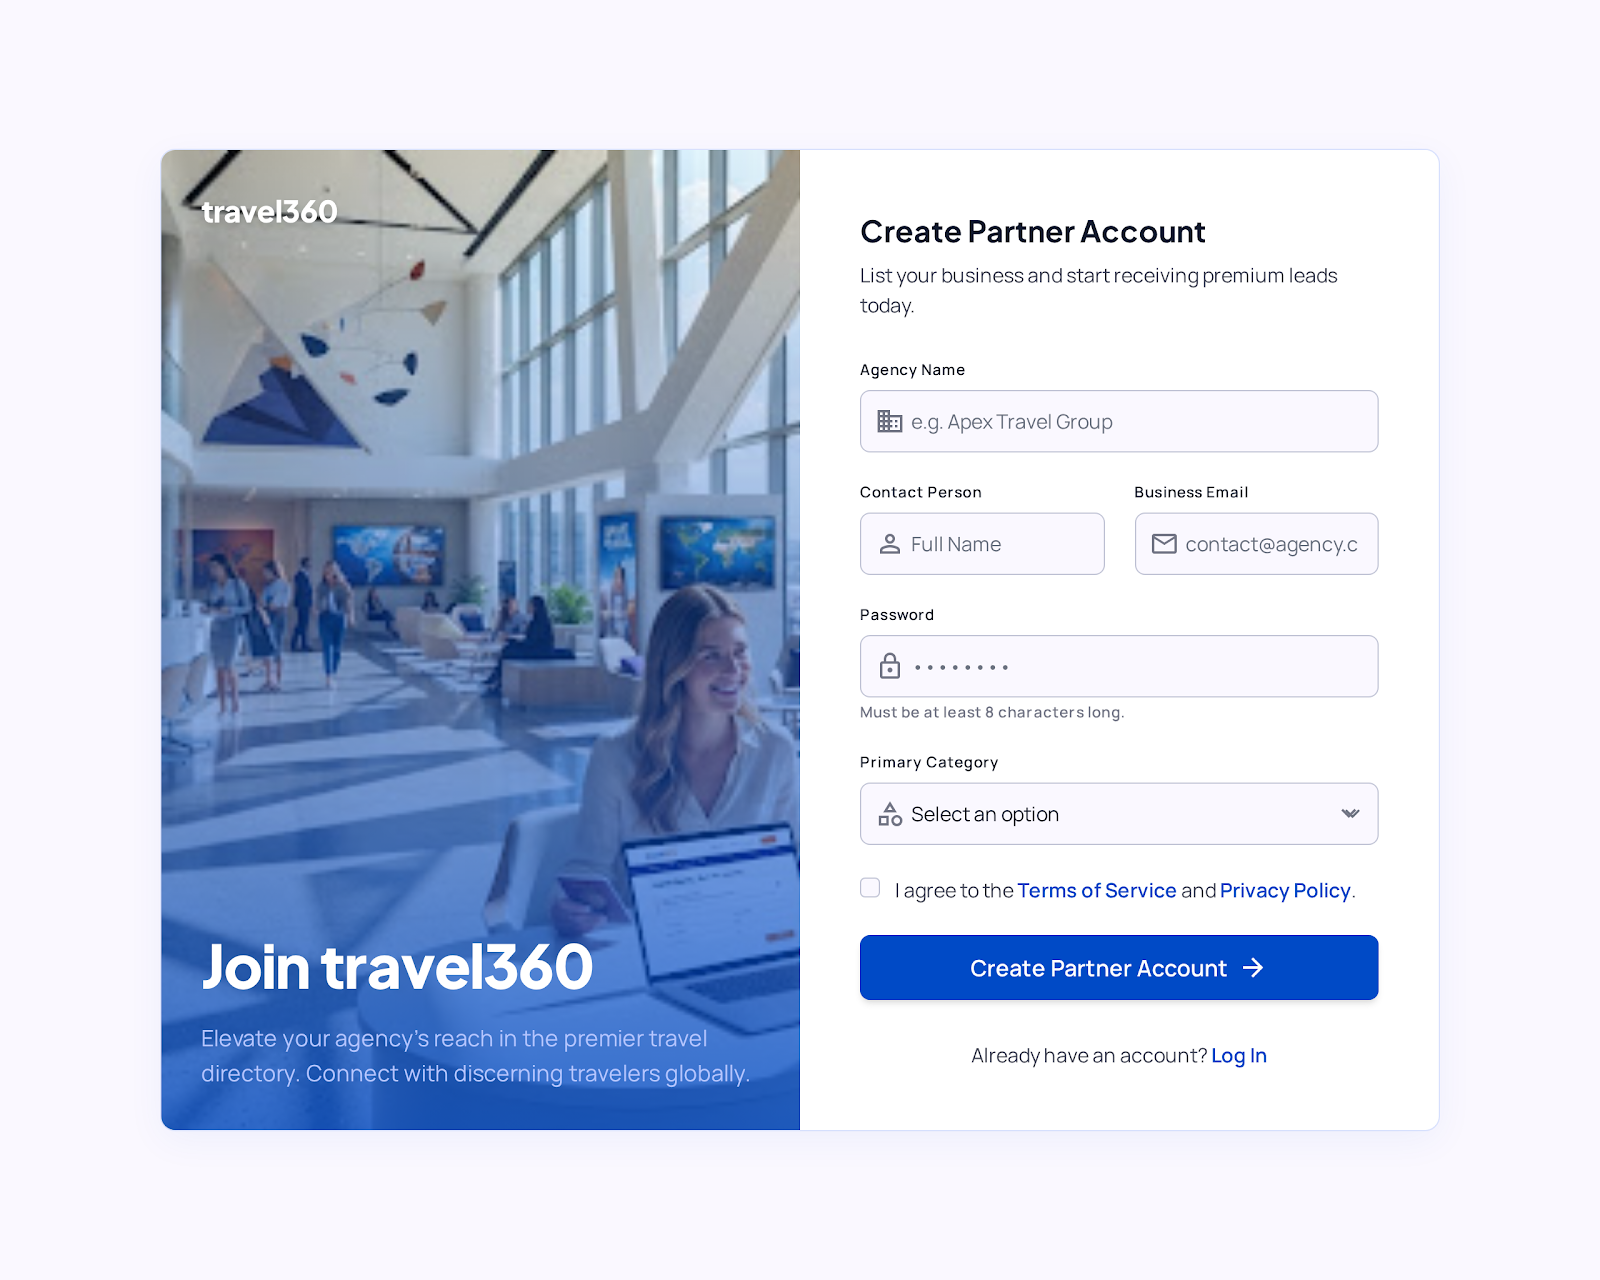 travel360
Join travel360
Elevate your agency's reach in the premier travel
directory. Connect with discerning travelers globally.
Create Partner Account
List your business and start receiving premium leads
today.
Agency Name
e.g. Apex Travel Group
Contact Person
Business Email
Full Name
contact@agency.c
Password
••••••••
Must be at least 8 characters long.
Primary Category
Select an option
I agree to the Terms of Service and Privacy Policy.
Create Partner Account
Already have an account? Log In